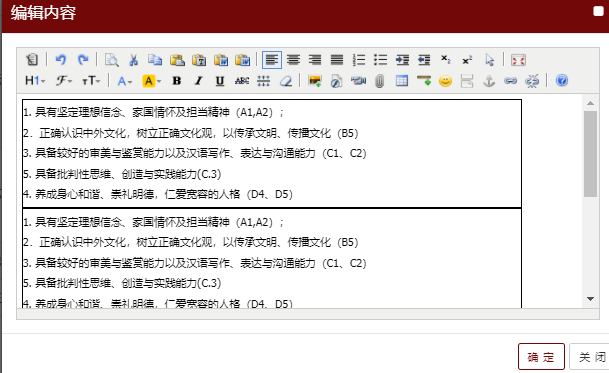 编辑内容
H1 F тT A A B I U ABC
1. 具有坚定理想信念、家国情怀及担当精神（A1,A2）;
2．正确认识中外文化，树立正确文化观，以传承文明、传播文化（B5）
3. 具备较好的审美与鉴赏能力以及汉语写作、表达与沟通能力（C1、C2）
5. 具备批判性思维、创造与实践能力(C.3)
4. 养成身心和谐、崇礼明德，仁爱宽容的人格（D4、D5）
1. 具有坚定理想信念、家国情怀及担当精神（A1,A2）;
2．正确认识中外文化，树立正确文化观，以传承文明、传播文化（B5）
3. 具备较好的审美与鉴赏能力以及汉语写作、表达与沟通能力（C1、C2）
5. 具备批判性思维、创造与实践能力(C.3)
4. 养成身心和谐、崇礼明德，仁爱宽容的人格（D4、D5）
确 定 关 闭